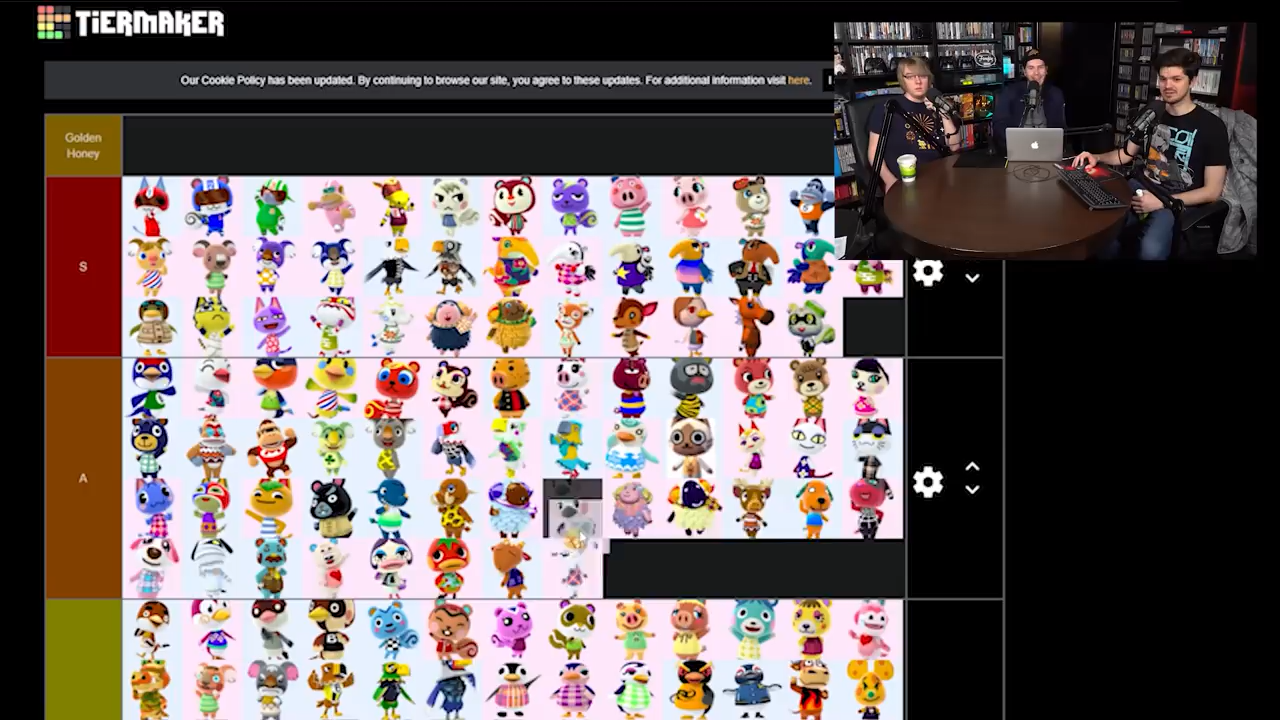 TiERMAKER
Our Cookie Policy has been updated. By continuing to browse our site, you agree to these updates. For additional information visit here.
Golden
Honey
S
A